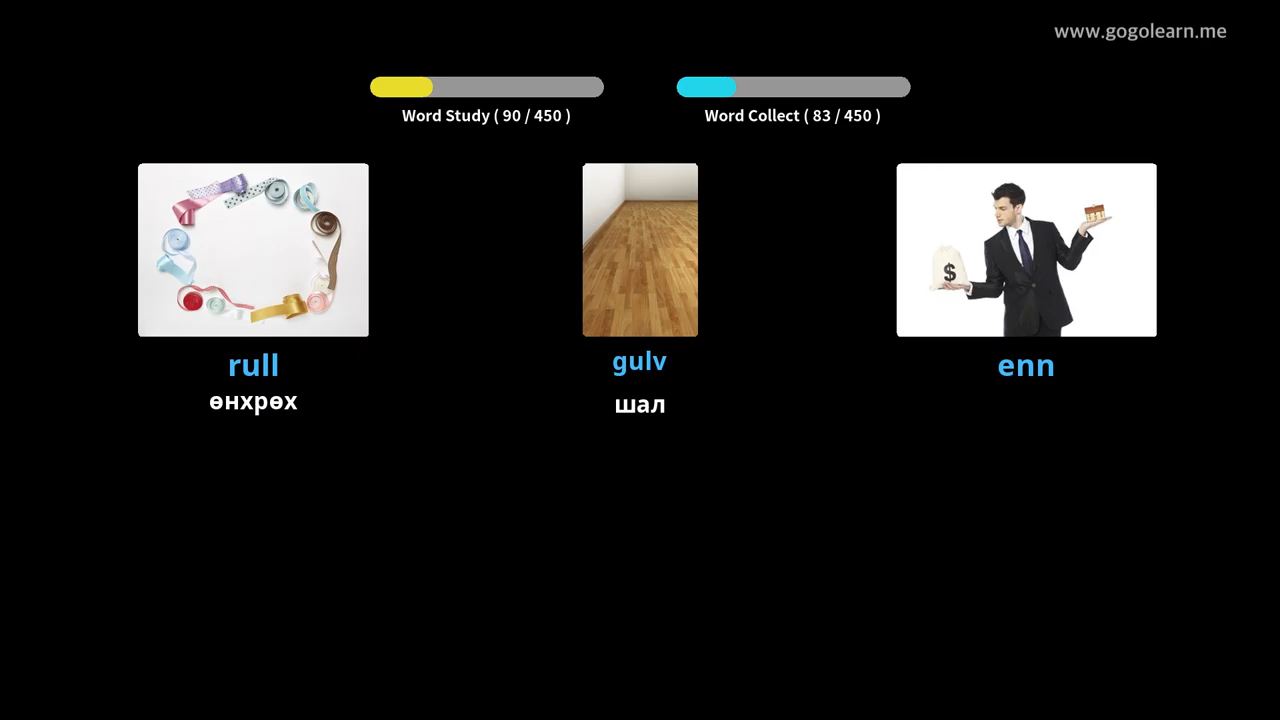 www.gogolearn.me
Word Study ( 90 / 450 )
Word Collect ( 83 / 450 )
$
rull
gulv
enn
өнхрөх
шал